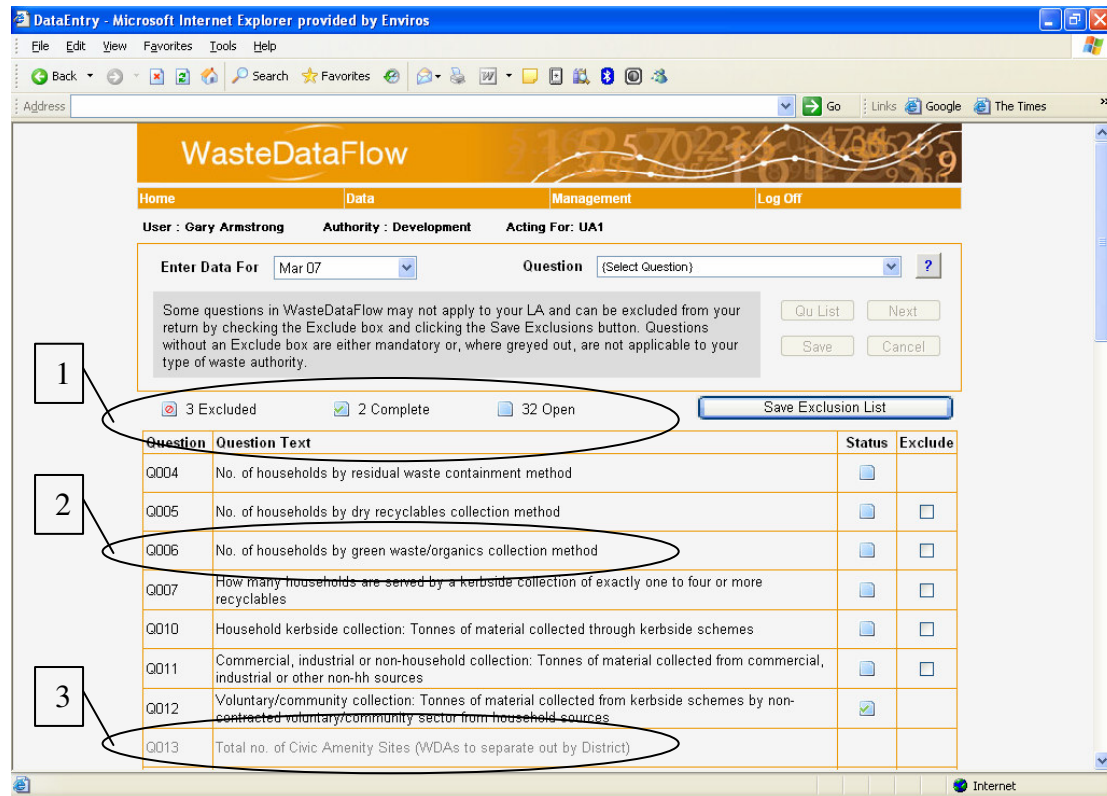 DataEntry - Microsoft Internet Explorer provided by Enviros
File Edit View Favorites Tools Help
Back Search Favorites
Address Go Links Google The Times
WasteDataFlow
Home Data Management Log Off
User : Gary Armstrong Authority : Development Acting For: UA1
Enter Data For Mar 07 Question {Select Question} ?
Some questions in WasteDataFlow may not apply to your LA and can be excluded from your
return by checking the Exclude box and clicking the Save Exclusions button. Questions
without an Exclude box are either mandatory or, where greyed out, are not applicable to your
type of waste authority.
Qu List Next
Save Cancel
1
3 Excluded 2 Complete 32 Open Save Exclusion List
Question Question Text Status Exclude
Q004 No. of households by residual waste containment method
2
Q005 No. of households by dry recyclables collection method
Q006 No. of households by green waste/organics collection method
Q007 How many households are served by a kerbside collection of exactly one to four or more
recyclables
Q010 Household kerbside collection: Tonnes of material collected through kerbside schemes
Q011 Commercial, industrial or non-household collection: Tonnes of material collected from commercial,
industrial or other non-hh sources
3
Q012 Voluntary/community collection: Tonnes of material collected from kerbside schemes by non-
contracted voluntary/community sector from household sources
Q013 Total no. of Civic Amenity Sites (WDAs to separate out by District)
Internet